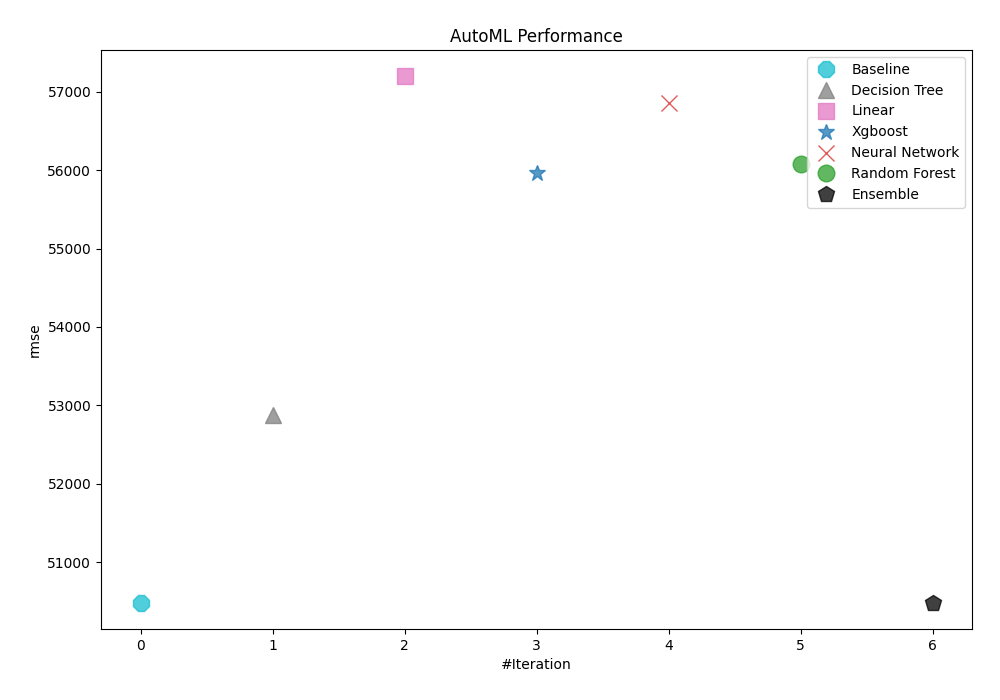 AutoML Performance
Baseline
Decision Tree
Linear
Xgboost
Neural Network
Random Forest
Ensemble
57000
56000
55000
54000
53000
52000
51000
rmse
0 1 2 3 4 5 6
#Iteration